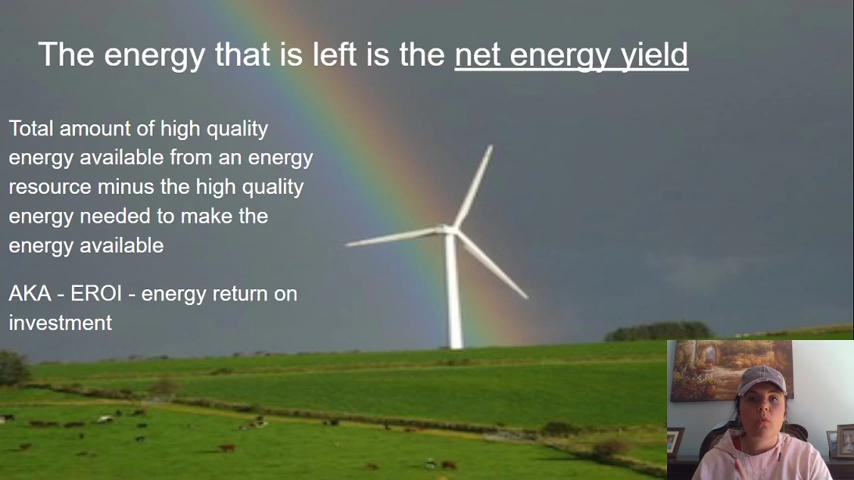 The energy that is left is the net energy yield
Total amount of high quality
energy available from an energy
resource minus the high quality
energy needed to make the
energy available
AKA - EROI - energy return on
investment